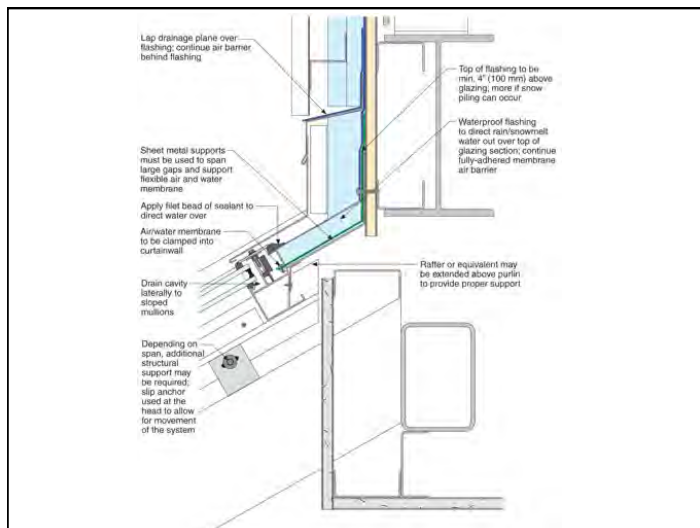 Lap drainage plane over
flashing; continue air barrier
behind flashing
Top of flashing to be
min. 4" (100 mm) above
glazing; more if snow
piling can occur
Waterproof flashing
to direct rain/snowmelt
water out over top of
glazing section; continue
fully-adhered membrane
air barrier
Sheet metal supports
must be used to span
large gaps and support
flexible air and water
membrane
Apply filet bead of sealant to
direct water over
Air/water membrane
to be clamped into
curtainwall
Rafter or equivalent may
be extended above purlin
to provide proper support
Drain cavity
laterally to
sloped
mullions
Depending on
span, additional
structural
support may
be required;
slip anchor
used at the
head to allow
for movement
of the system